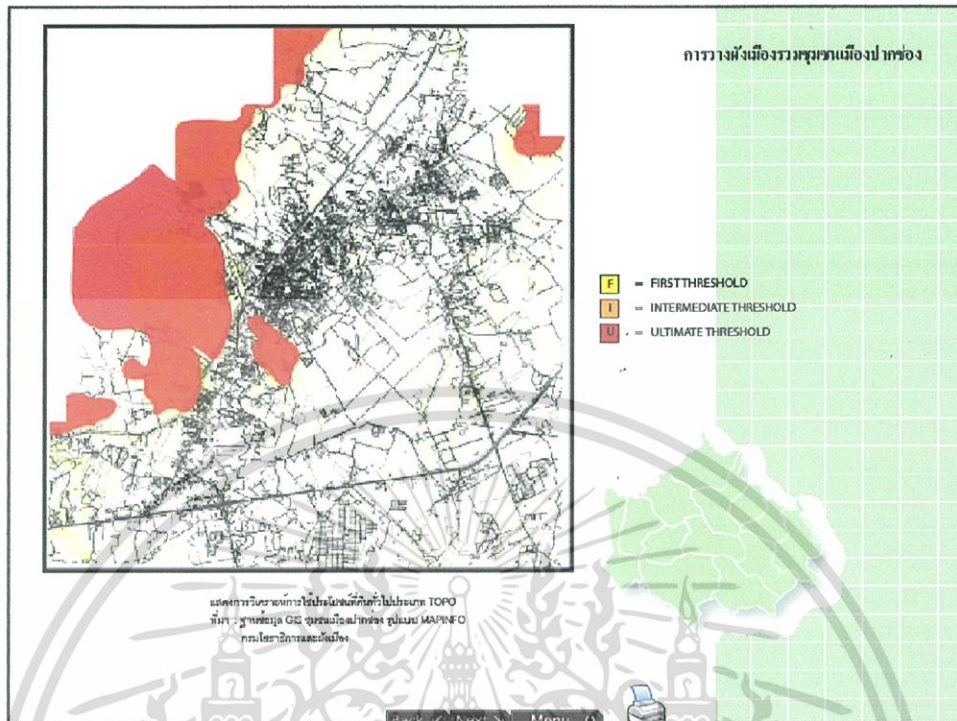 การวางผังเมืองรวมชุมชนเมืองปากช่อง
F = FIRST THRESHOLD
I = INTERMEDIATE THRESHOLD
U = ULTIMATE THRESHOLD
แสดงการวิเคราะห์การใช้ประโยชน์ที่ดินทั่วไปประเภท TOPO
ที่มา : ฐานข้อมูล GIS ชุมชนเมืองปากช่อง รูปแบบ MAPINFO
กรมโยธาธิการและผังเมือง
Back < Next > Menu